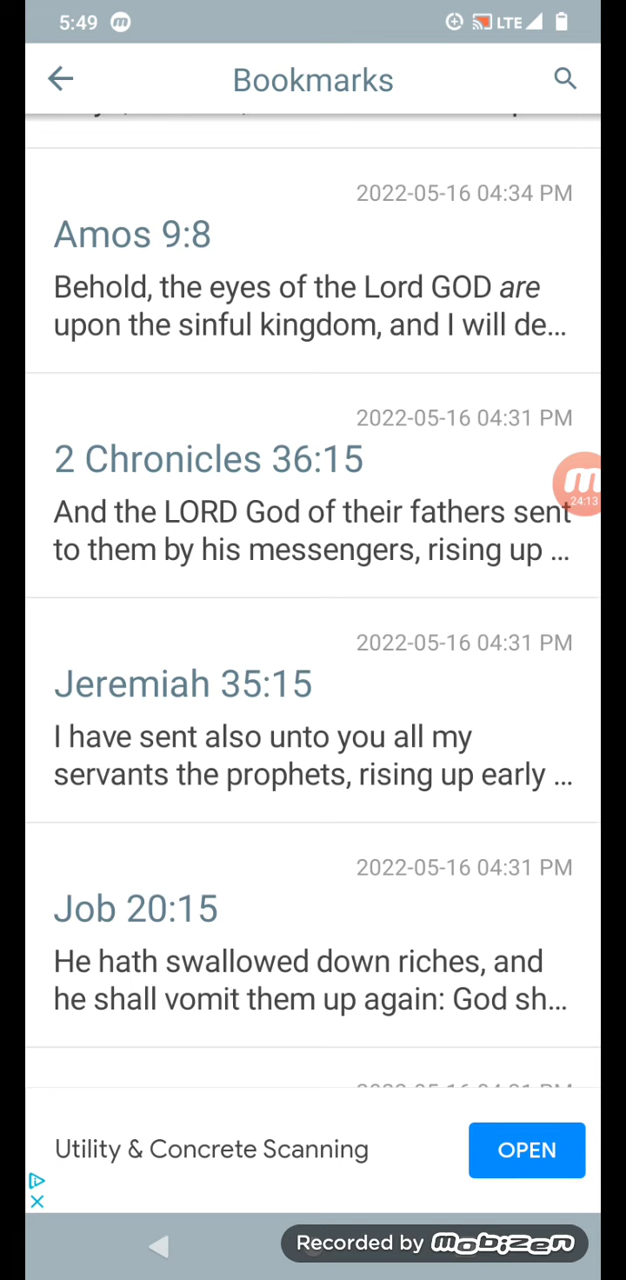 5:49 m LTE
Bookmarks
2022-05-16 04:34 PM
Amos 9:8
Behold, the eyes of the Lord GOD are
upon the sinful kingdom, and I will de...
2022-05-16 04:31 PM
2 Chronicles 36:15
And the LORD God of their fathers sent
to them by his messengers, rising up ...
m
24:13
2022-05-16 04:31 PM
Jeremiah 35:15
I have sent also unto you all my
servants the prophets, rising up early ...
2022-05-16 04:31 PM
Job 20:15
He hath swallowed down riches, and
he shall vomit them up again: God sh...
Utility & Concrete Scanning
OPEN
Recorded by mobizen